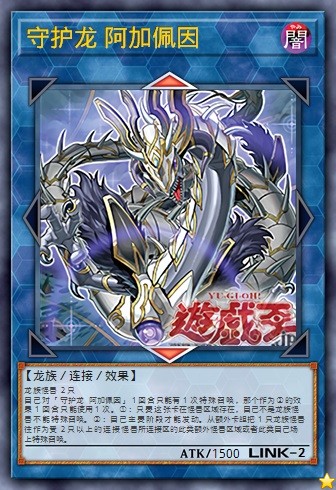 守护龙 阿加佩因
闇
YU-GI-OH!
遊戯王
.JP
【龙族／连接／效果】
龙族怪兽 2只
自己对「守护龙 阿加佩因」1回合只能有1次特殊召唤，那个作为②的效果
1回合只能使用1次。①：只要这张卡在怪兽区域存在，自己不是龙族怪兽
不能特殊召唤。②：自己主要阶段才能发动。从额外卡组把1只龙族怪兽
往作为受2只以上的连接怪兽所连接区的此类额外怪兽区域或者此类自己场
上特殊召唤。
ATK/1500 LINK-2